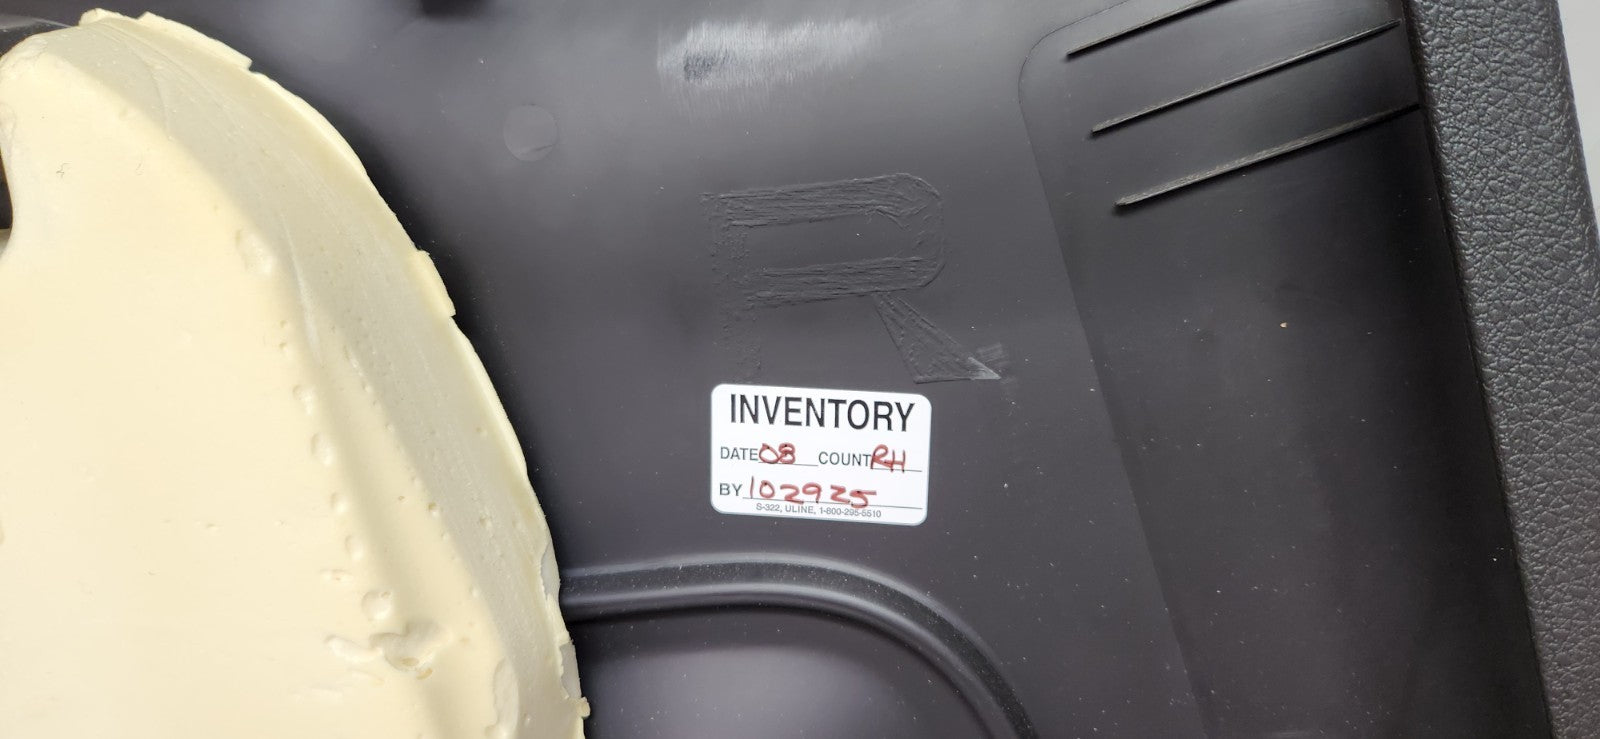 R
INVENTORY
DATE 08 COUNT RH
BY 102925
S-322, ULINE, 1-800-295-5510